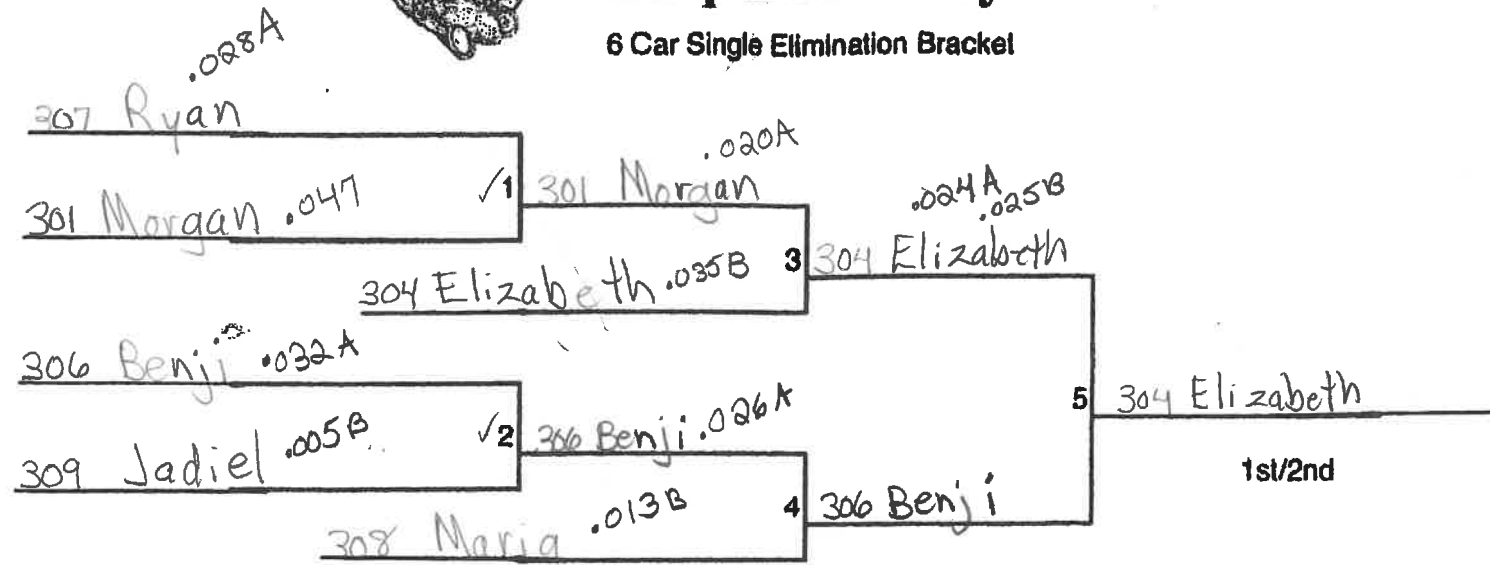 6 Car Single Elimination Bracket
.028A
307 Ryan
301 Morgan .047
✓1
.020A
301 Morgan
304 Elizabeth .035B
3
.024A
.025B
304 Elizabeth
306 Benji .032A
309 Jadiel .005B
✓2
306 Benji .026A
308 Maria .013B
4
306 Benji
5
304 Elizabeth
1st/2nd